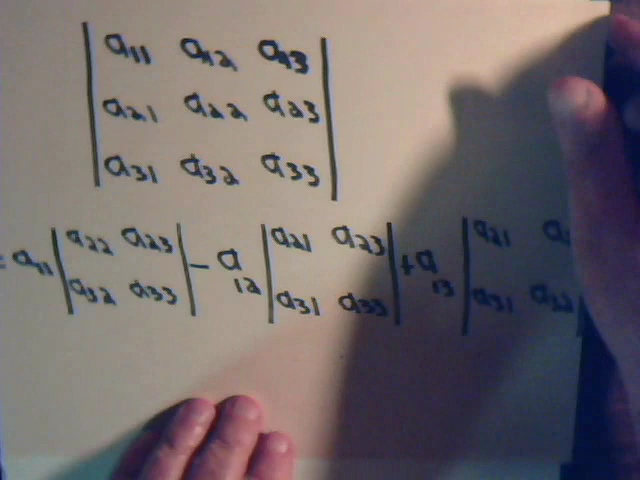 | a11 a12 a13 |
| a21 a22 a23 |
| a31 a32 a33 |
= a11 | a22 a23 | - a12 | a21 a23 | + a13 | a21
| a32 a33 | | a31 a33 | | a31 a32